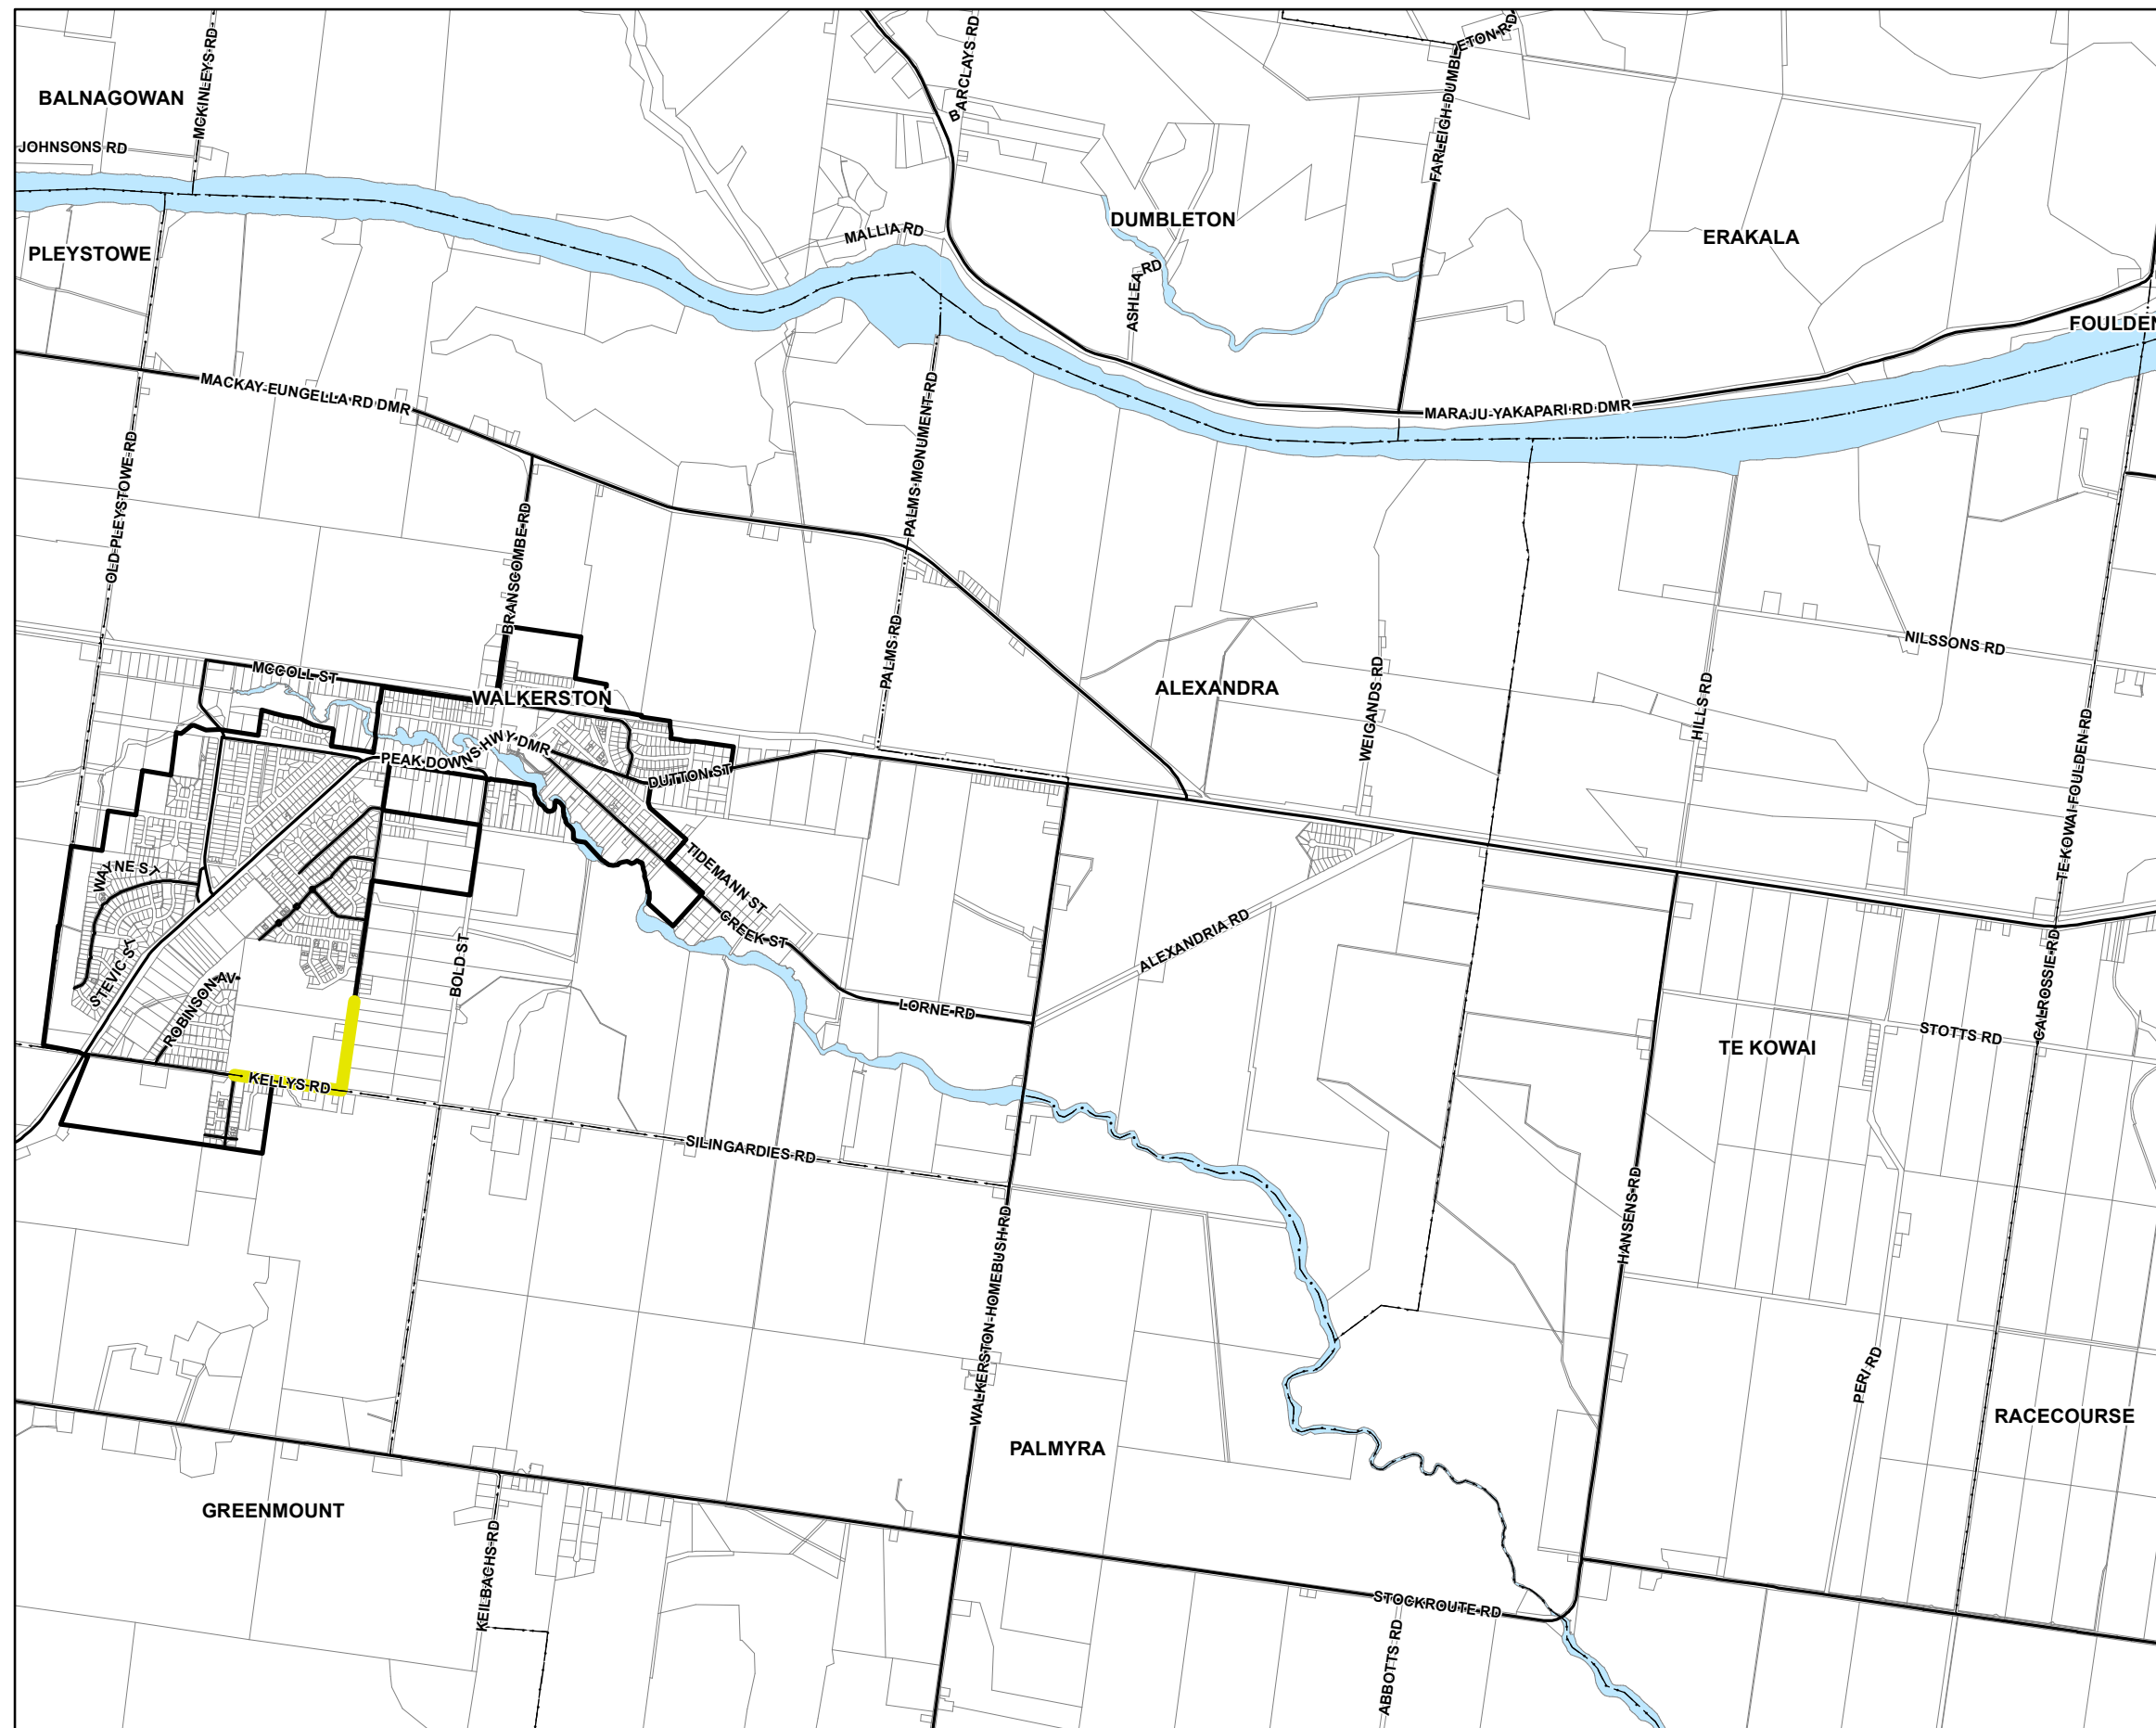 MCKINLEYS RD
BARCLAYS RD
FARLEIGH-DUMBLETON RD
BALNAGOWAN
JOHNSONS RD
DUMBLETON
MALLIA RD
ERAKALA
PLEYSTOWE
ASHLEA RD
FOULDEN
MACKAY-EUNGELLA RD DMR
MARAJU-YAKAPARI RD DMR
PALMS-MONUMENT-RD
OLD-PLEYSTOWE-RD
BRANSCOMBE-RD
NILSSONS RD
PALMS-RD
MCCOLL ST
WALKERSTON
ALEXANDRA
WEIGANDS RD
HILLS RD
TE-KOWAI-FOULDEN-RD
PEAK DOWNS HWY-DMR
DUTTON ST
WAYNE ST
TIDEMANN ST
CREEK-ST
ALEXANDRIA RD
STEVIC ST
BOLD ST
ROBINSON-AV
LORNE-RD
CALROSSIE-RD
STOTTS RD
TE KOWAI
KELLYS RD
SILINGARDIES-RD
HANSENS-RD
WALKERSTON-HOMEBUSH-RD
PERI RD
RACECOURSE
PALMYRA
GREENMOUNT
KEILBACHS-RD
STOCKROUTE-RD
ABBOTTS RD